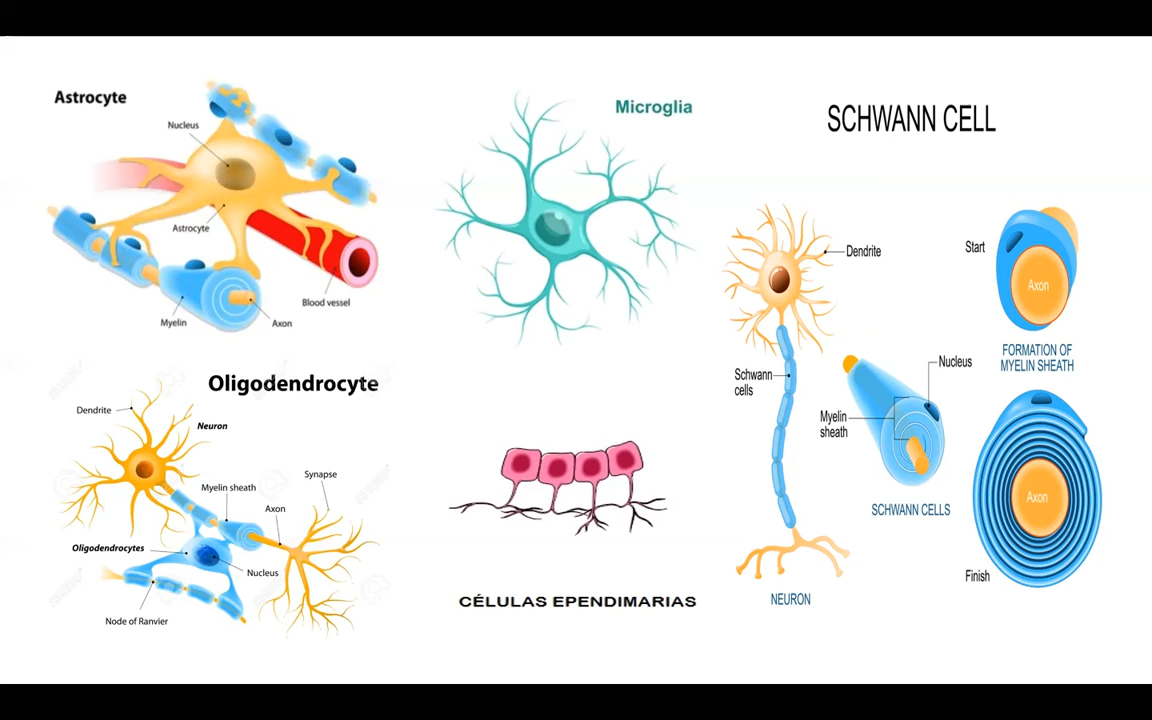 Astrocyte
Nucleus
Astrocyte
Blood vessel
Myelin
Axon
Microglia
SCHWANN CELL
Dendrite
Schwann
cells
NEURON
Start
Axon
FORMATION OF
MYELIN SHEATH
Nucleus
Myelin
sheath
SCHWANN CELLS
Axon
Finish
Oligodendrocyte
Dendrite
Neuron
Synapse
Myelin sheath
Axon
Oligodendrocytes
Nucleus
Node of Ranvier
CÉLULAS EPENDIMARIAS